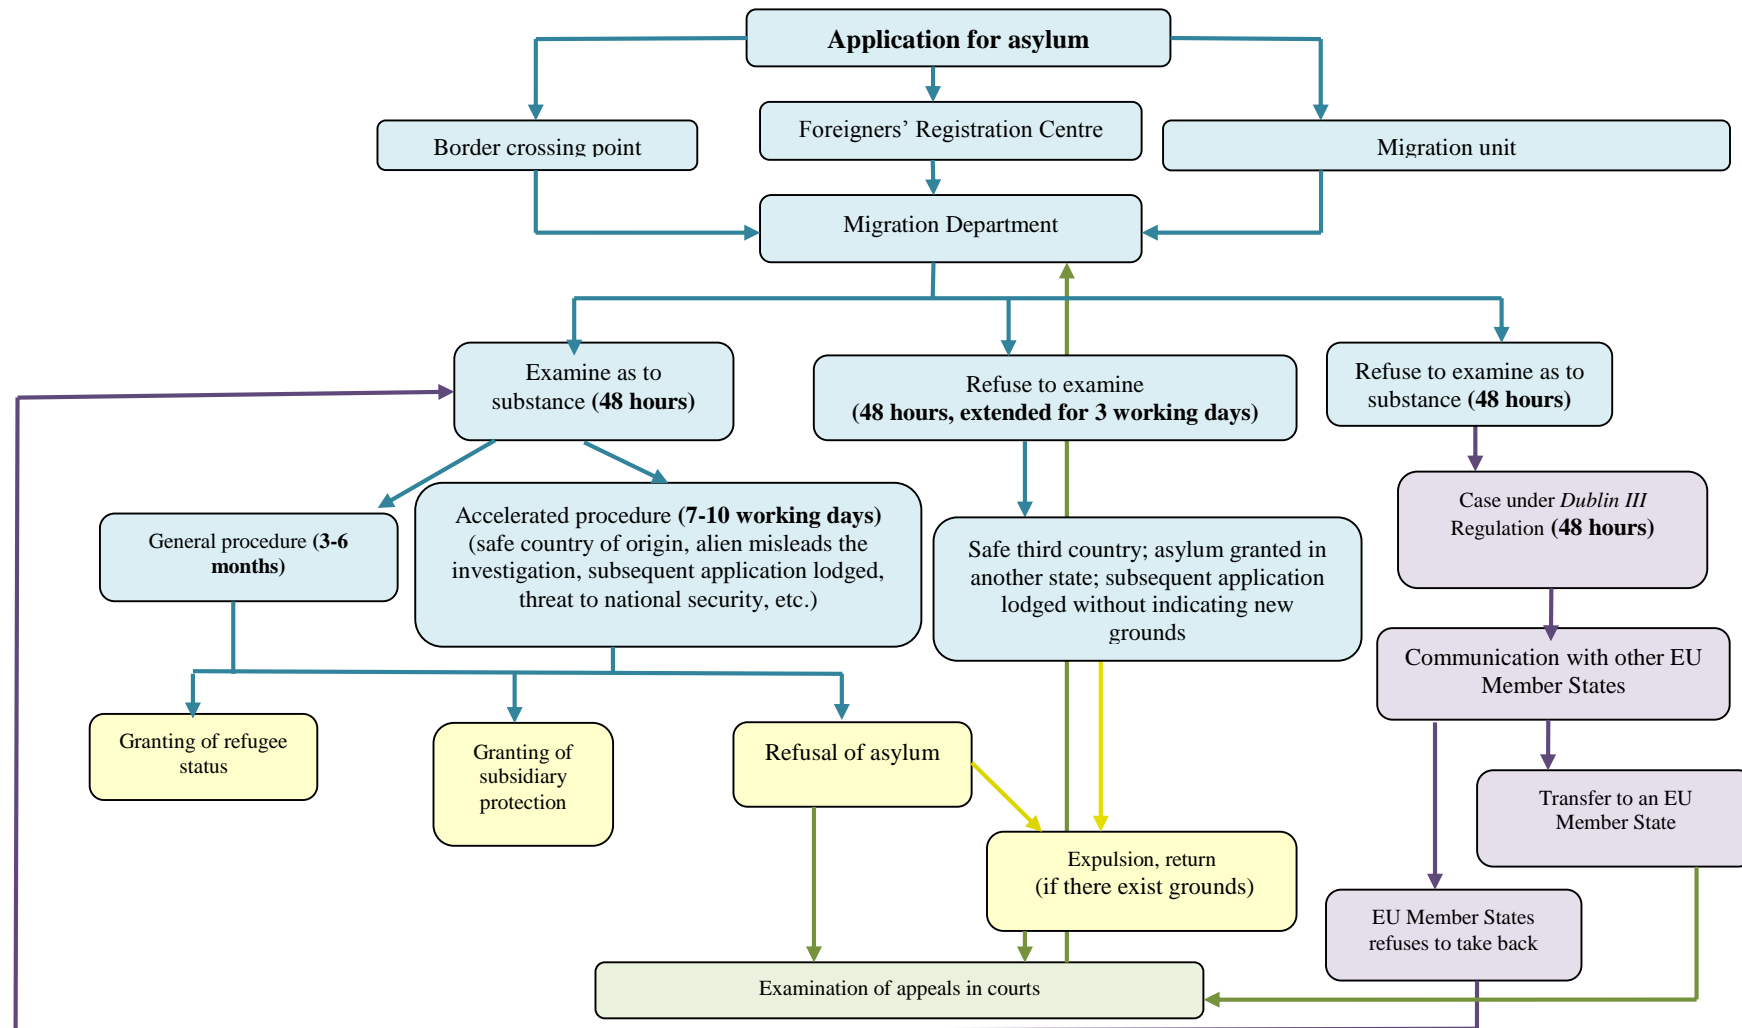 Application for asylum
Border crossing point
Foreigners’ Registration Centre
Migration unit
Migration Department
Examine as to
substance (48 hours)
Refuse to examine
(48 hours, extended for 3 working days)
Refuse to examine as to
substance (48 hours)
General procedure (3-6
months)
Accelerated procedure (7-10 working days)
(safe country of origin, alien misleads the
investigation, subsequent application lodged,
threat to national security, etc.)
Safe third country; asylum granted in
another state; subsequent application
lodged without indicating new
grounds
Case under Dublin III
Regulation (48 hours)
Communication with other EU
Member States
Granting of refugee
status
Granting of
subsidiary
protection
Refusal of asylum
Transfer to an EU
Member State
Expulsion, return
(if there exist grounds)
EU Member States
refuses to take back
Examination of appeals in courts